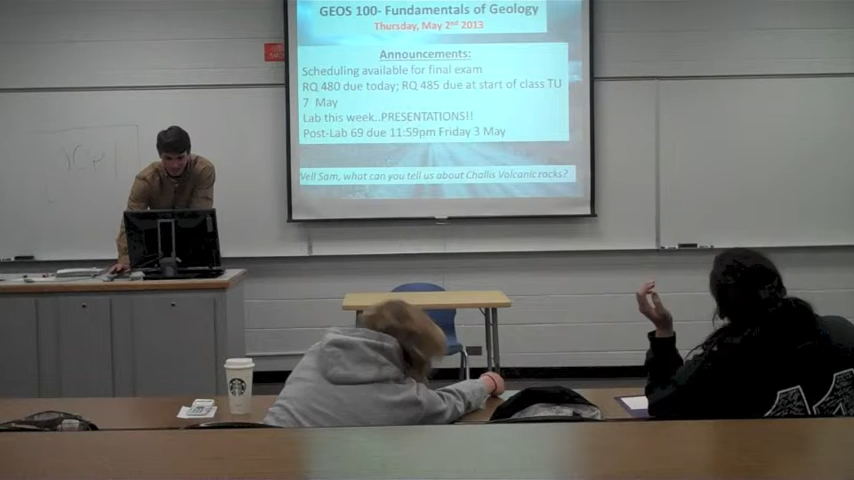 GEOS 100- Fundamentals of Geology
Thursday, May 2nd 2013
Announcements:
Scheduling available for final exam
RQ 480 due today; RQ 485 due at start of class TU
7 May
Lab this week..PRESENTATIONS!!
Post-Lab 69 due 11:59pm Friday 3 May
Well Sam, what can you tell us about Challis Volcanic rocks?